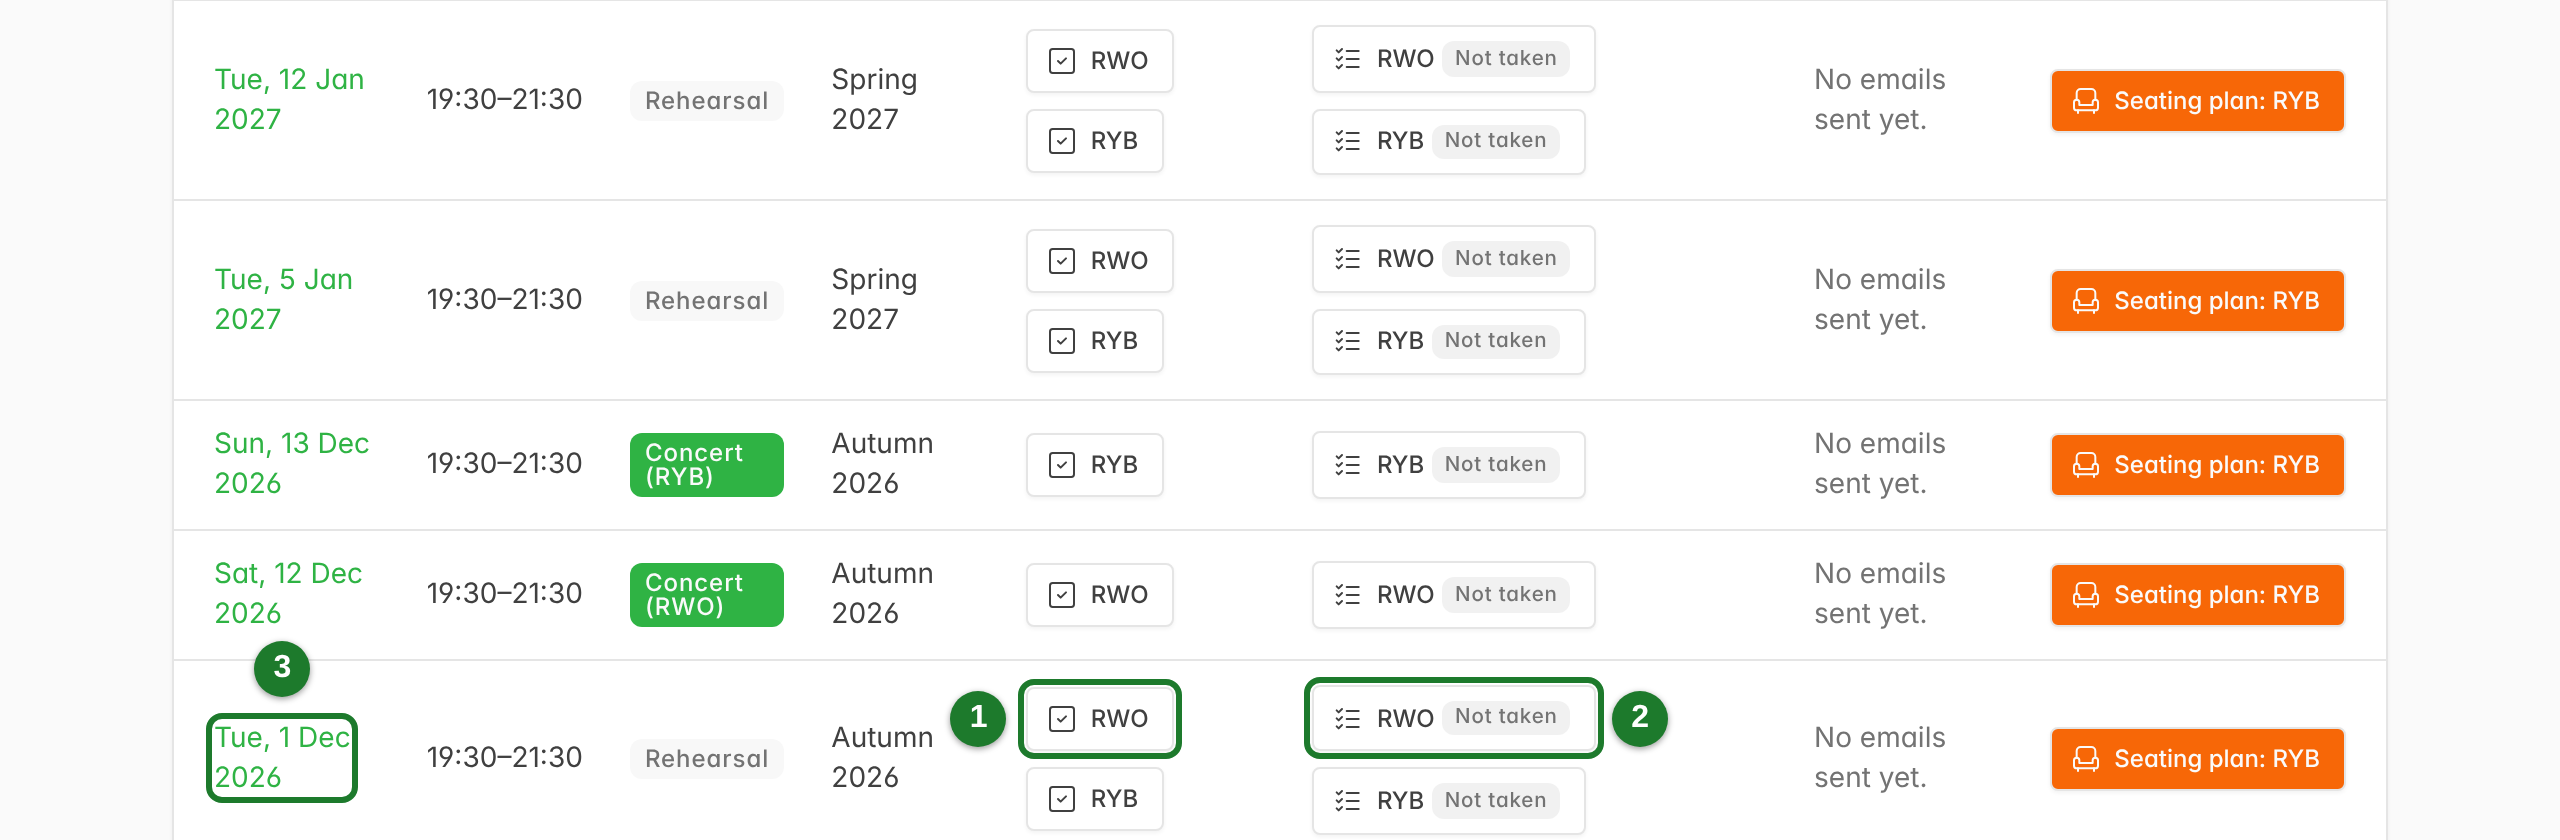 Tue, 12 Jan
2027
19:30–21:30
Rehearsal
Spring
2027
RWO
RYB
RWO Not taken
RYB Not taken
No emails
sent yet.
Seating plan: RYB
Tue, 5 Jan
2027
19:30–21:30
Rehearsal
Spring
2027
RWO
RYB
RWO Not taken
RYB Not taken
No emails
sent yet.
Seating plan: RYB
Sun, 13 Dec
2026
19:30–21:30
Concert
(RYB)
Autumn
2026
RYB
RYB Not taken
No emails
sent yet.
Seating plan: RYB
Sat, 12 Dec
2026
19:30–21:30
Concert
(RWO)
Autumn
2026
RWO
RWO Not taken
No emails
sent yet.
Seating plan: RYB
3
Tue, 1 Dec
2026
19:30–21:30
Rehearsal
Autumn
2026
1
RWO
RYB
RWO Not taken
2
RYB Not taken
No emails
sent yet.
Seating plan: RYB